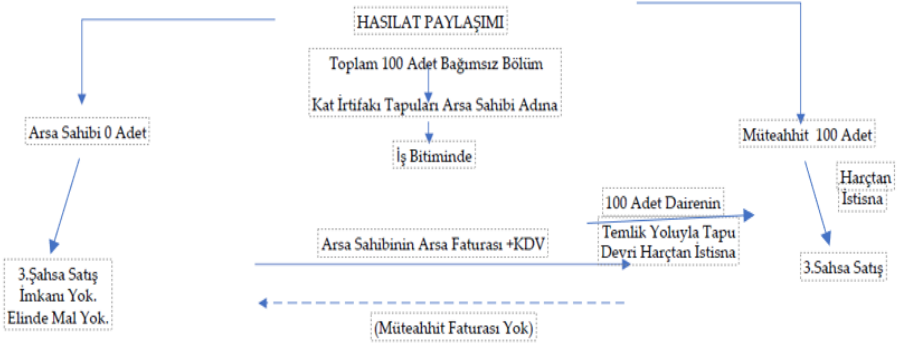 HASILAT PAYLAŞIMI
Toplam 100 Adet Bağımsız Bölüm
Kat İrtifakı Tapuları Arsa Sahibi Adına
İş Bitiminde
Arsa Sahibi 0 Adet
Müteahhit 100 Adet
Harçtan
İstisna
100 Adet Dairenin
Temlik Yoluyla Tapu
Devri Harçtan İstisna
Arsa Sahibinin Arsa Faturası +KDV
3.Şahsa Satış
İmkanı Yok.
Elinde Mal Yok.
3.Sahsa Satış
(Müteahhit Faturası Yok)